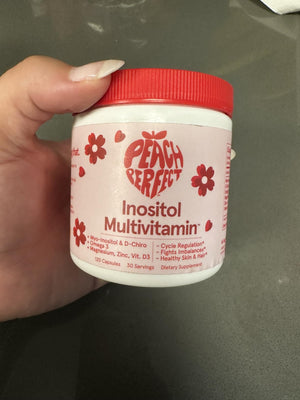 PEACH
PERFECT
Inositol
Multivitamin™
• Myo-Inositol & D-Chiro
• Omega 3
• Magnesium, Zinc, Vit. D3
– Cycle Regulation*
– Fights Imbalances*
– Healthy Skin & Hair*
120 Capsules 30 Servings Dietary Supplement